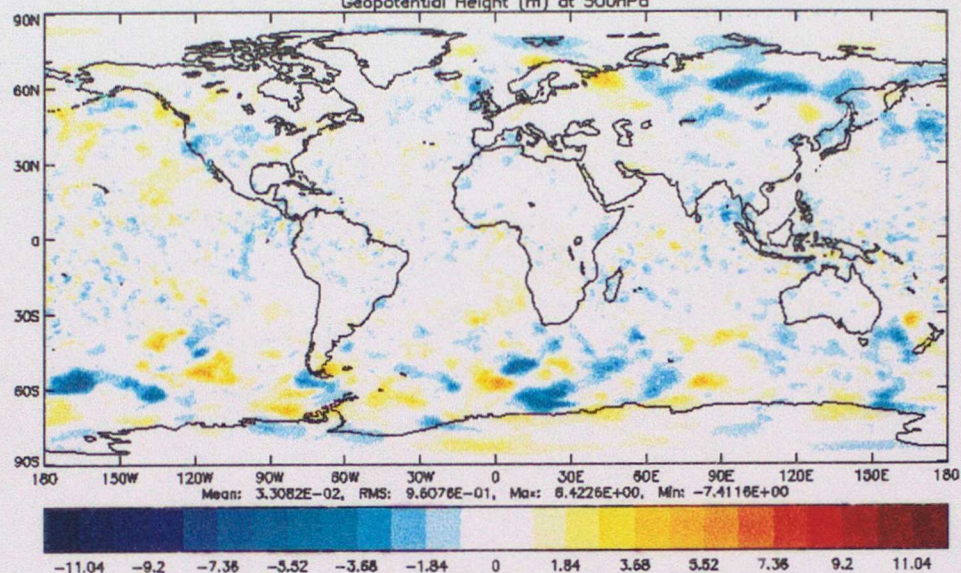 Geopotential Height (m) at 500hPa
90N
60N
30N
0
30S
60S
90S
180 150W 120W 90W 60W 30W 0 30E 60E 90E 120E 150E 180
Mean: 3.3082E-02, RMS: 9.6076E-01, Max: 6.4226E+00, Min: -7.4116E+00
-11.04 -9.2 -7.36 -5.52 -3.68 -1.84 0 1.84 3.68 5.52 7.36 9.2 11.04